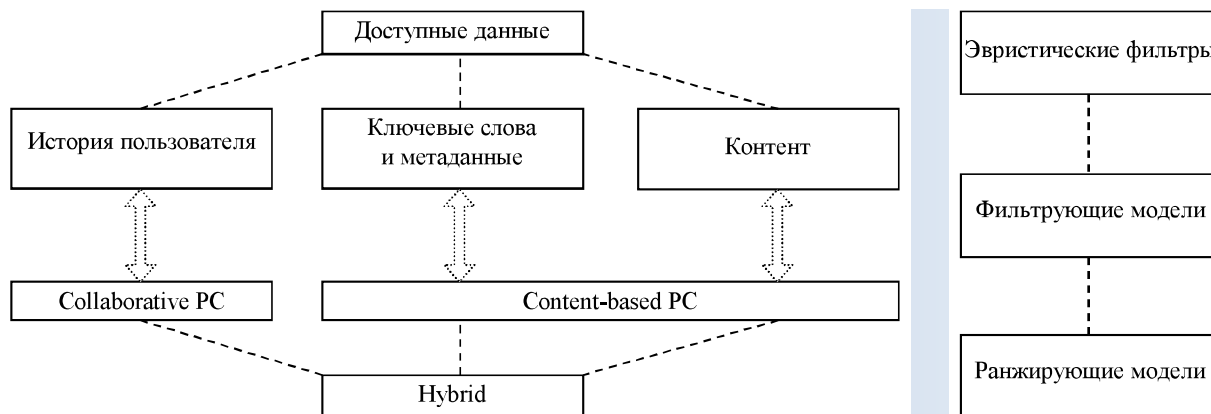 Доступные данные
История пользователя
Ключевые слова
и метаданные
Контент
Collaborative РС
Content-based РС
Hybrid
Эвристические фильтры
Фильтрующие модели
Ранжирующие модели